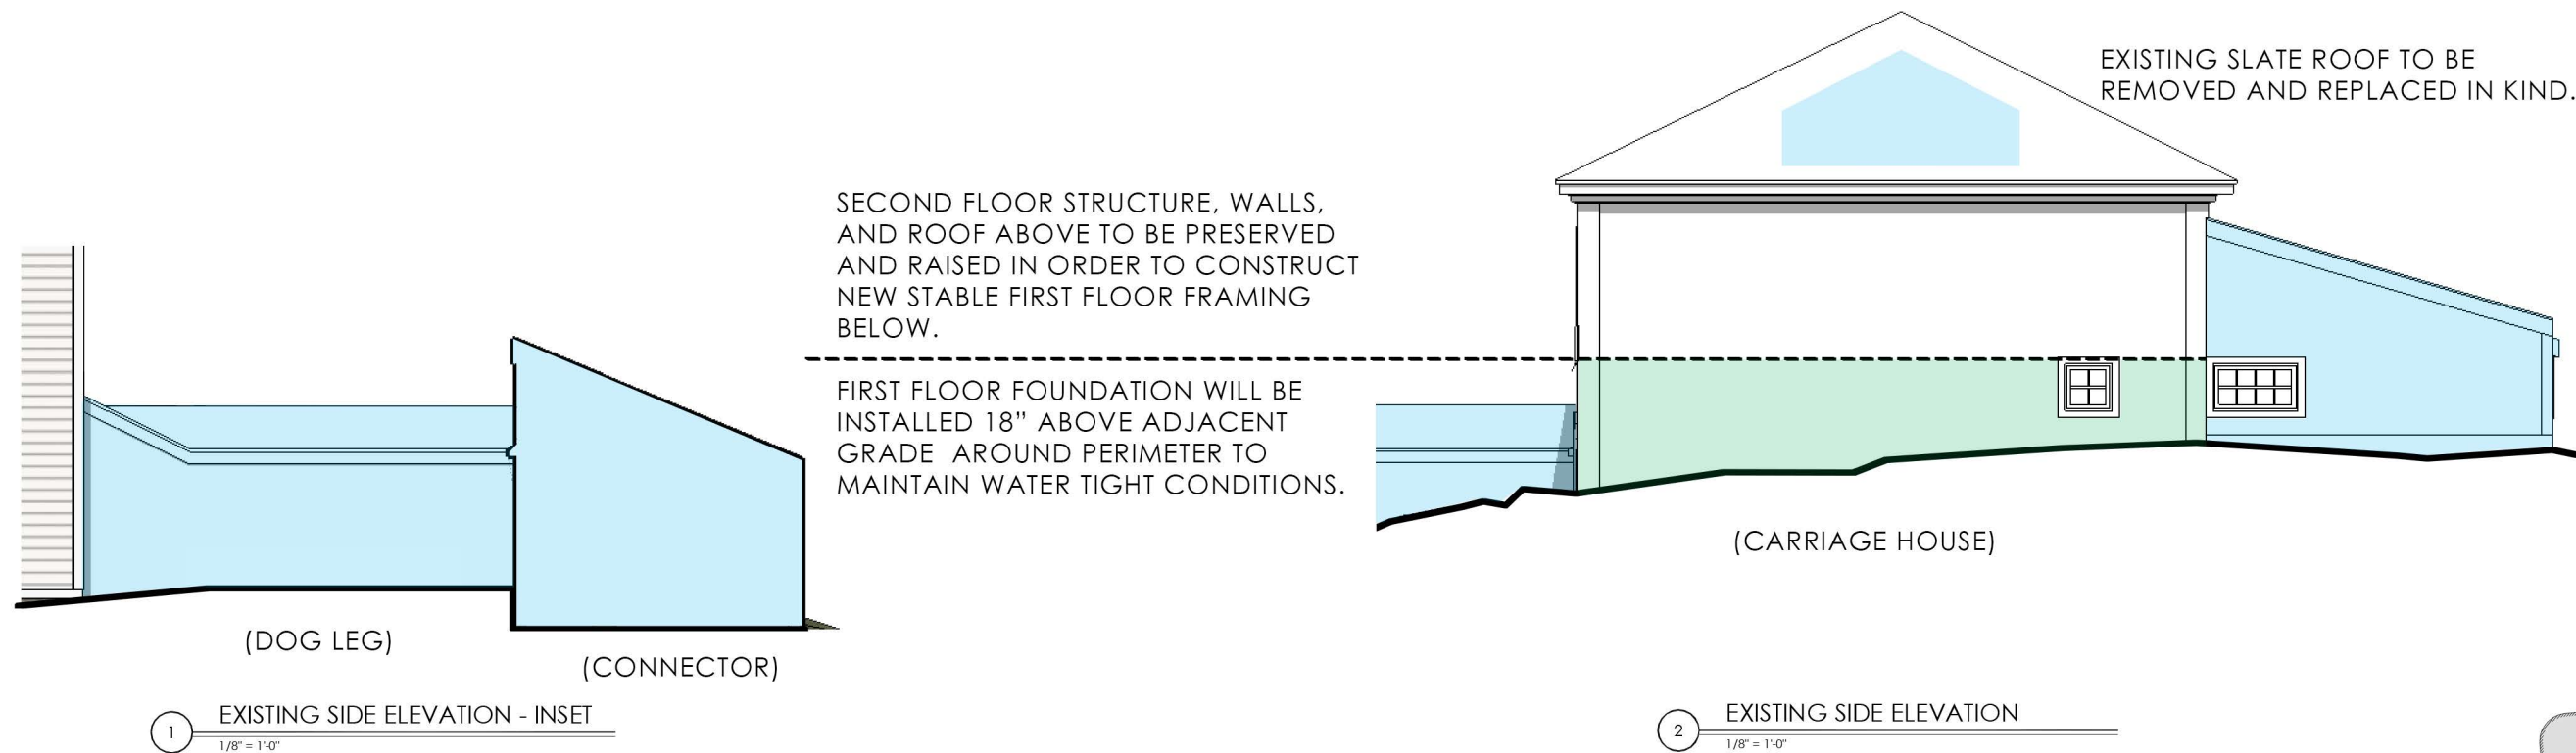 EXISTING SLATE ROOF TO BE
REMOVED AND REPLACED IN KIND.
SECOND FLOOR STRUCTURE, WALLS,
AND ROOF ABOVE TO BE PRESERVED
AND RAISED IN ORDER TO CONSTRUCT
NEW STABLE FIRST FLOOR FRAMING
BELOW.
FIRST FLOOR FOUNDATION WILL BE
INSTALLED 18” ABOVE ADJACENT
GRADE AROUND PERIMETER TO
MAINTAIN WATER TIGHT CONDITIONS.
(DOG LEG)
(CONNECTOR)
(CARRIAGE HOUSE)
1
EXISTING SIDE ELEVATION - INSET
1/8" = 1'-0"
2
EXISTING SIDE ELEVATION
1/8" = 1'-0"